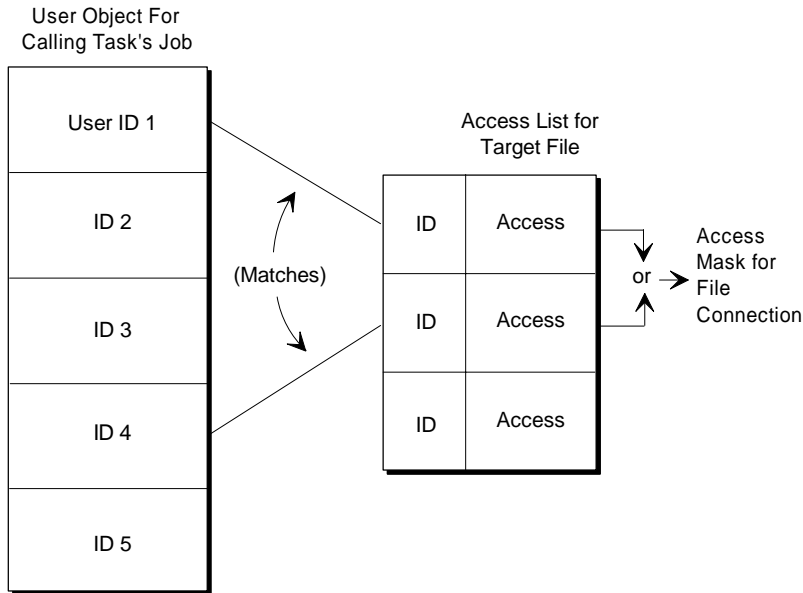 User Object For
Calling Task's Job
User ID 1
ID 2
ID 3
ID 4
ID 5
(Matches)
Access List for
Target File
ID Access
ID Access
ID Access
or
Access
Mask for
File
Connection